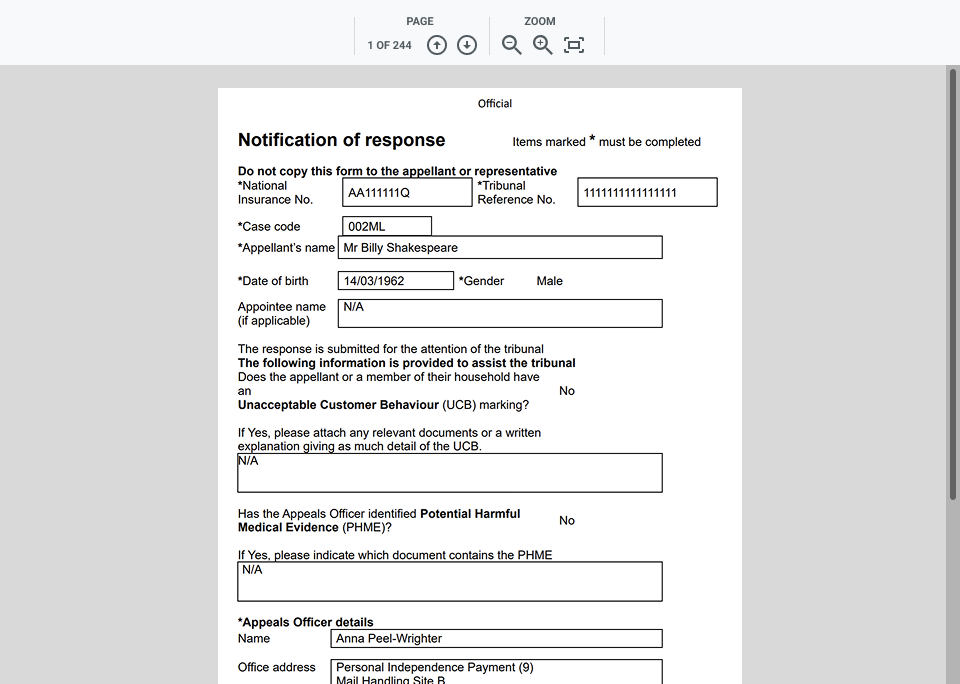 PAGE
ZOOM
1 OF 244
Official
Notification of response
Items marked * must be completed
Do not copy this form to the appellant or representative
*National
Insurance No.
AA111111Q
*Tribunal
Reference No.
1111111111111111
*Case code
002ML
*Appellant's name
Mr Billy Shakespeare
*Date of birth
14/03/1962
*Gender
Male
Appointee name
(if applicable)
N/A
The response is submitted for the attention of the tribunal
The following information is provided to assist the tribunal
Does the appellant or a member of their household have
an
No
Unacceptable Customer Behaviour (UCB) marking?
If Yes, please attach any relevant documents or a written
explanation giving as much detail of the UCB.
N/A
Has the Appeals Officer identified Potential Harmful
Medical Evidence (PHME)?
No
If Yes, please indicate which document contains the PHME
N/A
*Appeals Officer details
Name
Anna Peel-Wrighter
Office address
Personal Independence Payment (9)
Mail Handling Site B